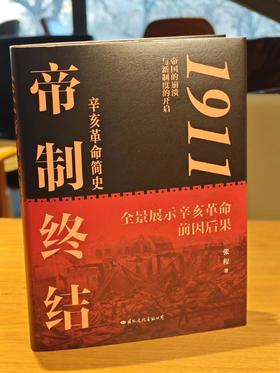 1911
帝国的崩溃
与新制度的开启
帝制终结
辛亥革命简史
全景展示辛亥革命
前因后果
张程 著